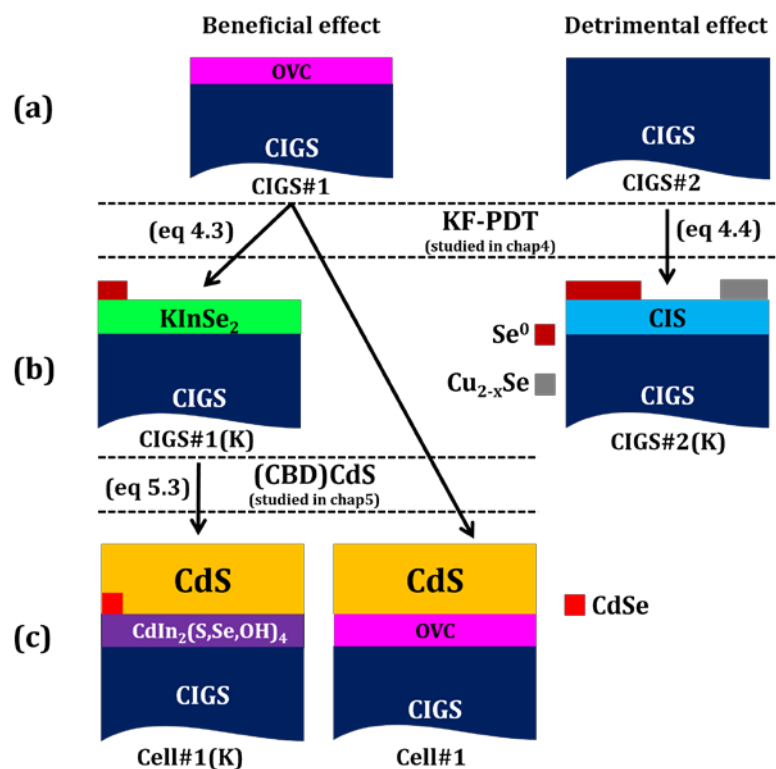 Beneficial effect
Detrimental effect
(a)
OVC
CIGS
CIGS#1
CIGS
CIGS#2
(eq 4.3)
KF-PDT
(studied in chap4)
(eq 4.4)
(b)
KInSe₂
CIGS
CIGS#1(K)
Se⁰
Cu₂₋ₓSe
CIS
CIGS
CIGS#2(K)
(eq 5.3)
(CBD)CdS
(studied in chap5)
(c)
CdS
CdIn₂(S,Se,OH)₄
CIGS
Cell#1(K)
CdS
OVC
CIGS
Cell#1
CdSe